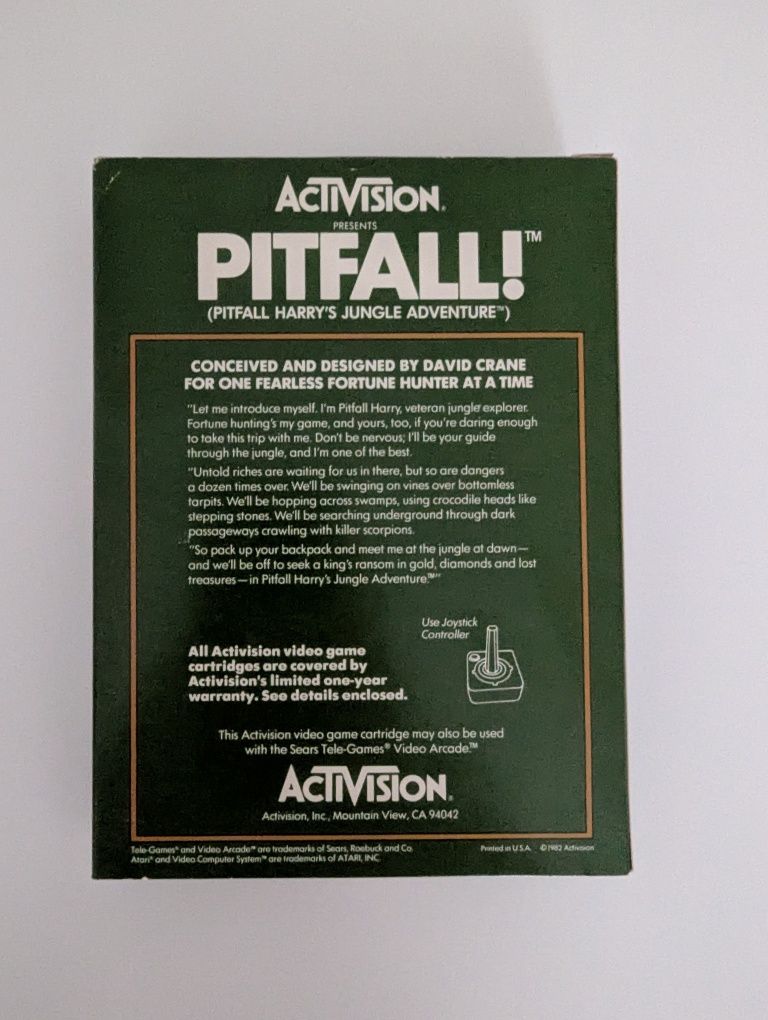 ACTIVISION®
PRESENTS
PITFALL!™
(PITFALL HARRY'S JUNGLE ADVENTURE™)
CONCEIVED AND DESIGNED BY DAVID CRANE
FOR ONE FEARLESS FORTUNE HUNTER AT A TIME
"Let me introduce myself. I'm Pitfall Harry, veteran jungle explorer.
Fortune hunting's my game, and yours, too, if you're daring enough
to take this trip with me. Don't be nervous; I'll be your guide
through the jungle, and I'm one of the best.
"Untold riches are waiting for us in there, but so are dangers
a dozen times over. We'll be swinging on vines over bottomless
tarpits. We'll be hopping across swamps, using crocodile heads like
stepping stones. We'll be searching underground through dark
passageways crawling with killer scorpions.
"So pack up your backpack and meet me at the jungle at dawn—
and we'll be off to seek a king's ransom in gold, diamonds and lost
treasures—in Pitfall Harry's Jungle Adventure.™"
Use Joystick
Controller
All Activision video game
cartridges are covered by
Activision's limited one-year
warranty. See details enclosed.
This Activision video game cartridge may also be used
with the Sears Tele-Games® Video Arcade.™
ACTIVISION®
Activision, Inc., Mountain View, CA 94042
Tele-Games® and Video Arcade™ are trademarks of Sears, Roebuck and Co.
Atari® and Video Computer System™ are trademarks of ATARI, INC.
Printed in U.S.A. © 1982 Activision